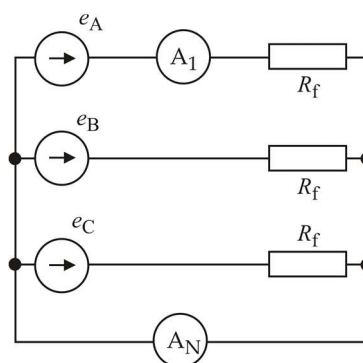 e_A
A_1
R_f
e_B
R_f
e_C
R_f
A_N